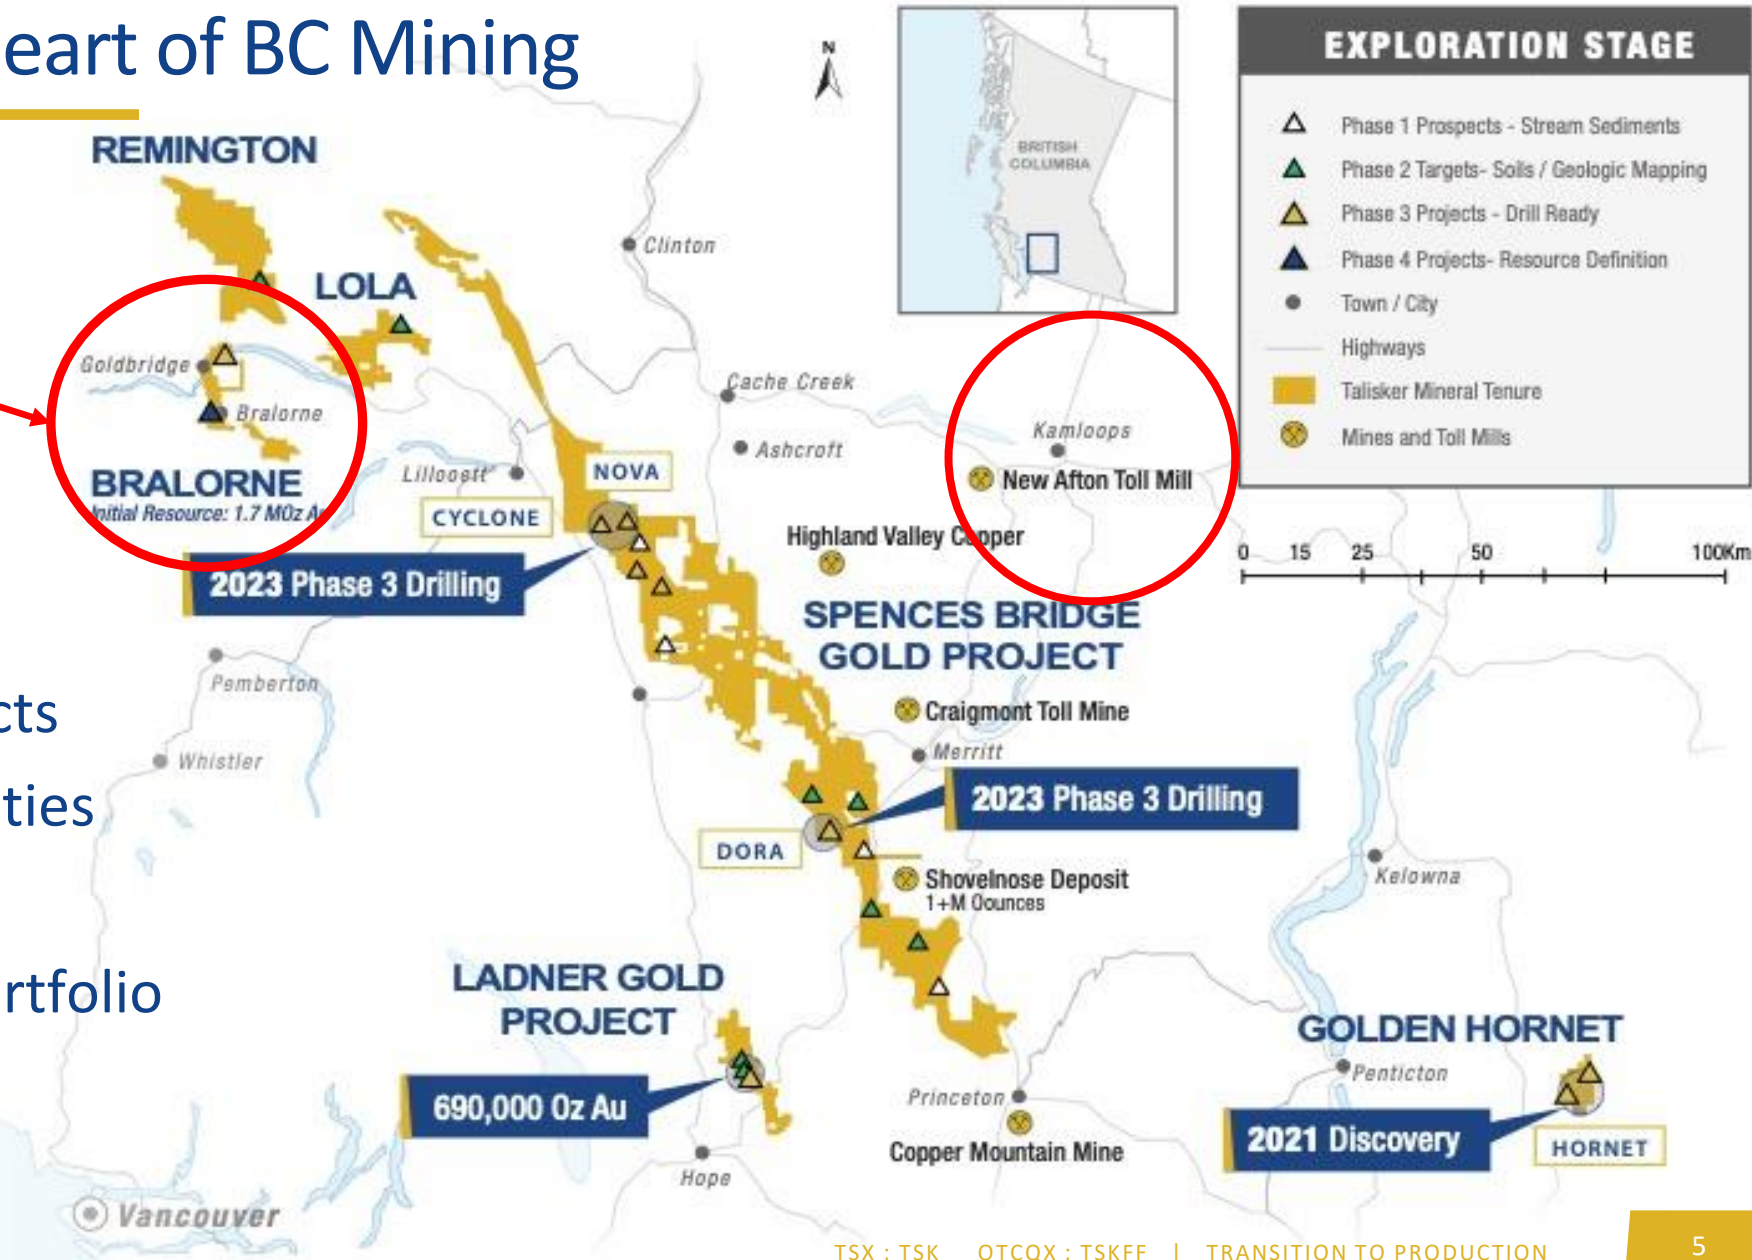 eart of BC Mining
N
BRITISH
COLUMBIA
EXPLORATION STAGE
Phase 1 Prospects - Stream Sediments
Phase 2 Targets- Soils / Geologic Mapping
Phase 3 Projects - Drill Ready
Phase 4 Projects- Resource Definition
Town / City
Highways
Talisker Mineral Tenure
Mines and Toll Mills
0 15 25 50 100Km
REMINGTON
LOLA
Clinton
Goldbridge
Bralorne
BRALORNE
Initial Resource: 1.7 MOz A
Cache Creek
Ashcroft
Kamloops
New Afton Toll Mill
Lillooett
NOVA
CYCLONE
2023 Phase 3 Drilling
Highland Valley Copper
SPENCES BRIDGE
GOLD PROJECT
Pemberton
cts
Craigmont Toll Mine
Merritt
Whistler
ties
2023 Phase 3 Drilling
DORA
Shovelnose Deposit
1+M Oounces
Kelowna
rtfolio
LADNER GOLD
PROJECT
690,000 Oz Au
GOLDEN HORNET
Penticton
2021 Discovery
HORNET
Princeton
Copper Mountain Mine
Hope
Vancouver
TSX : TSK OTCQX : TSKFF | TRANSITION TO PRODUCTION
5